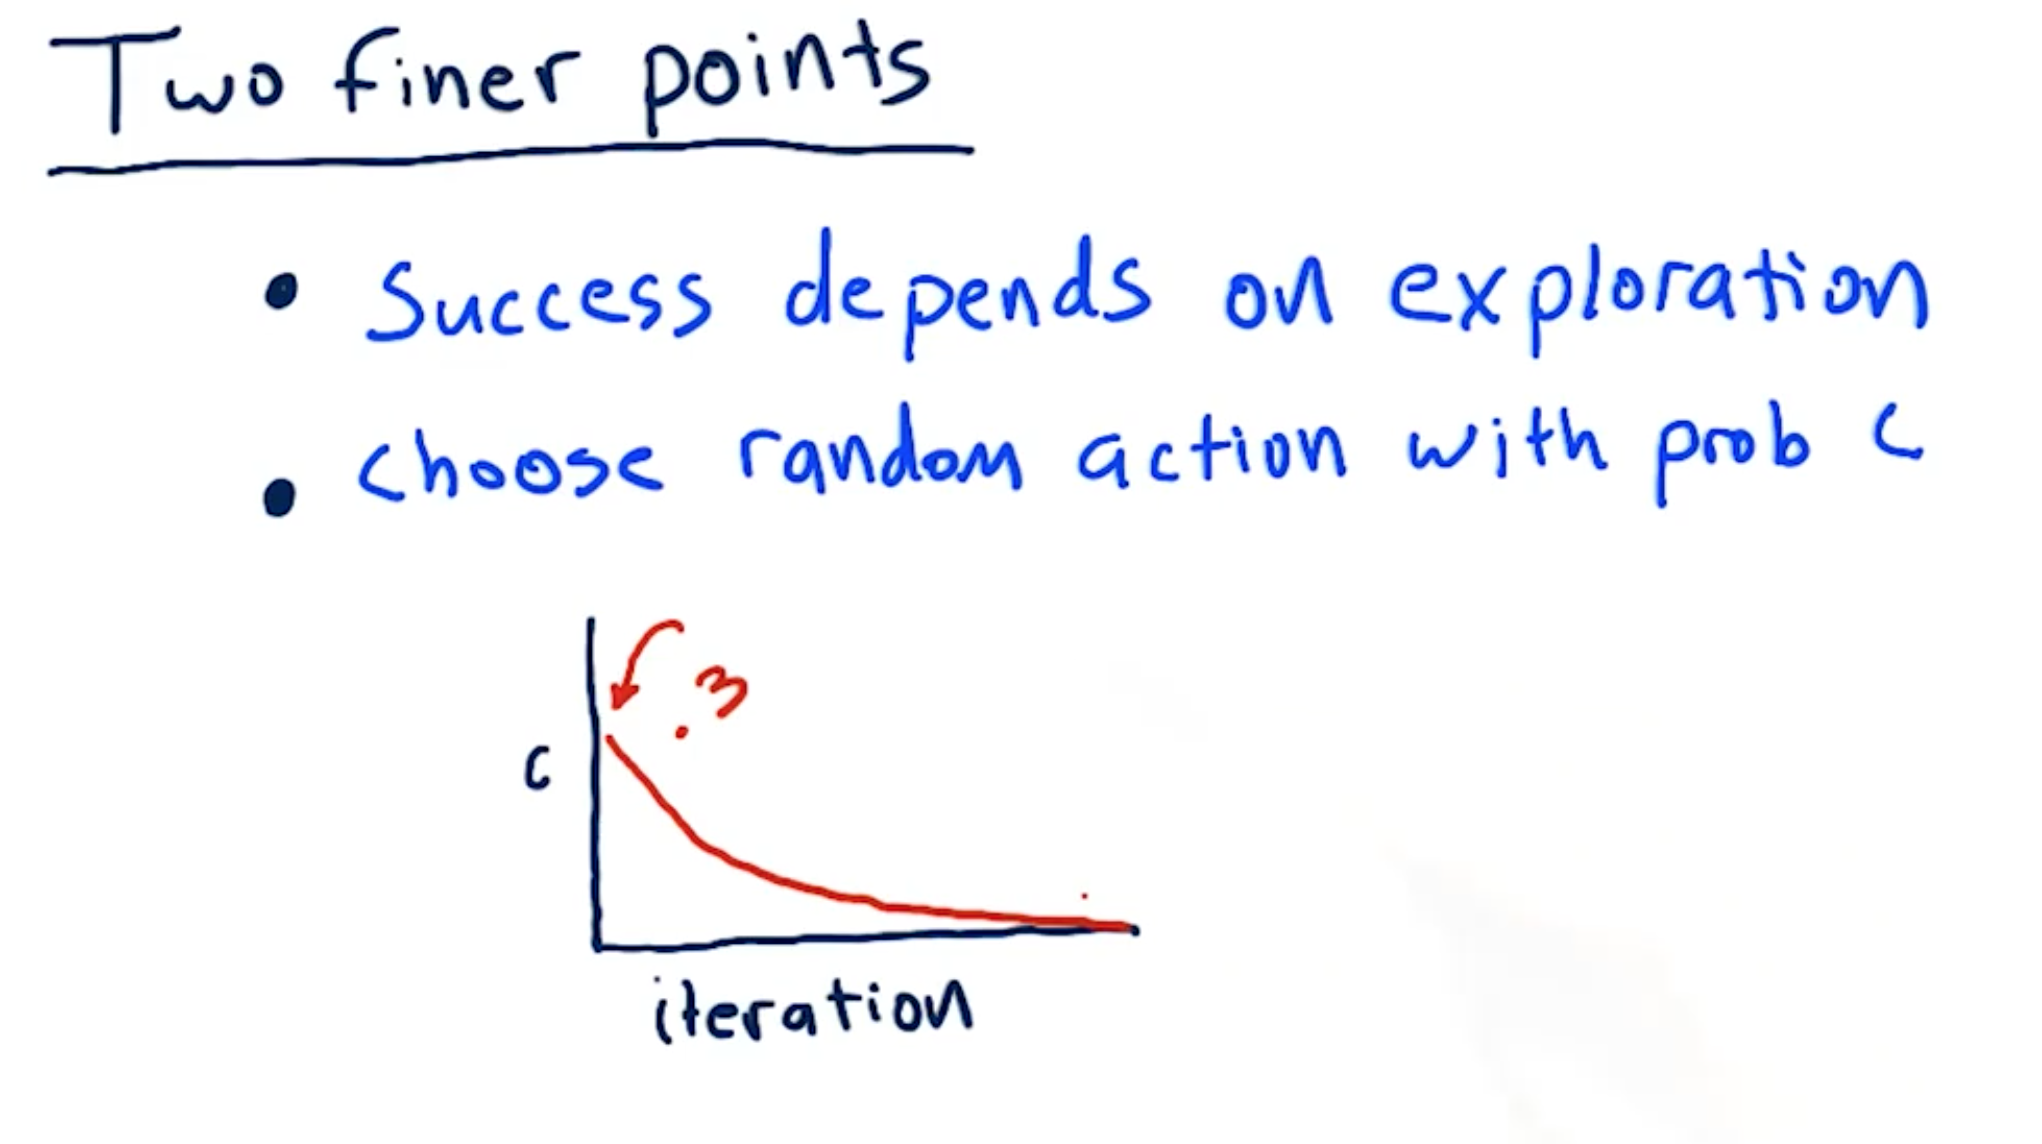 Two finer points
• Success depends on exploration
• choose random action with prob c
.3
c
iteration